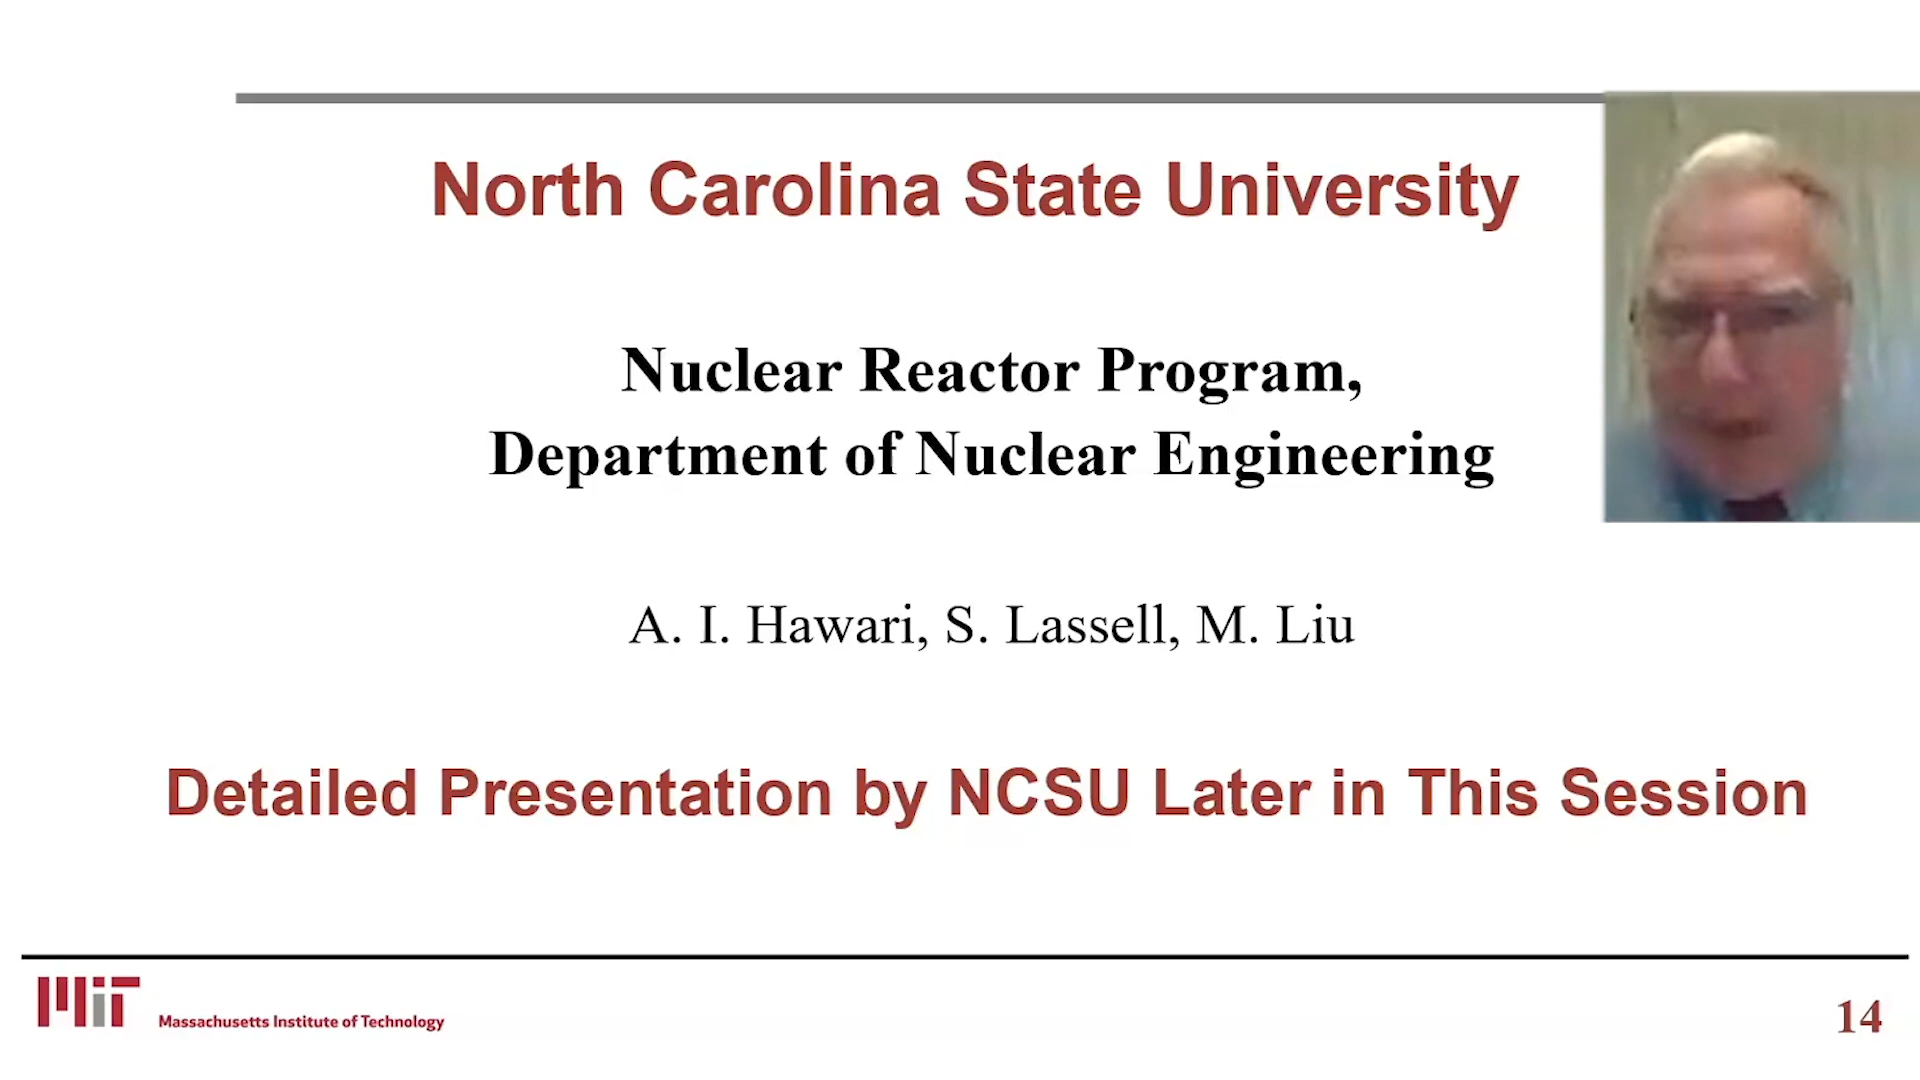 North Carolina State University
Nuclear Reactor Program,
Department of Nuclear Engineering
A. I. Hawari, S. Lassell, M. Liu
Detailed Presentation by NCSU Later in This Session
MIT
Massachusetts Institute of Technology
14